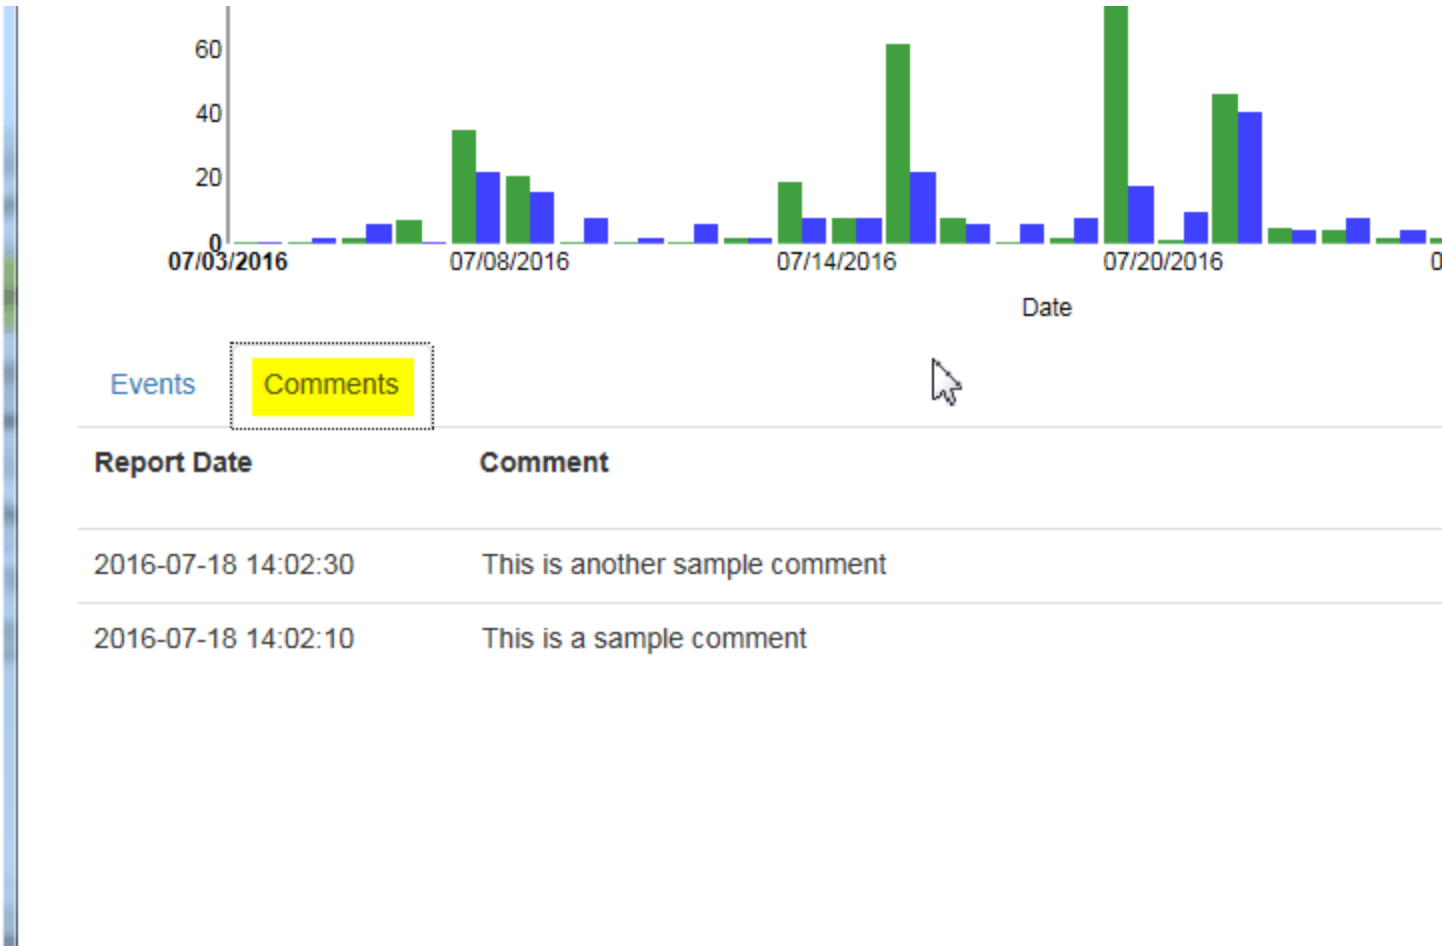 60
40
20
0
07/03/2016 07/08/2016 07/14/2016 07/20/2016 0
Date
Events Comments
Report Date Comment
2016-07-18 14:02:30 This is another sample comment
2016-07-18 14:02:10 This is a sample comment